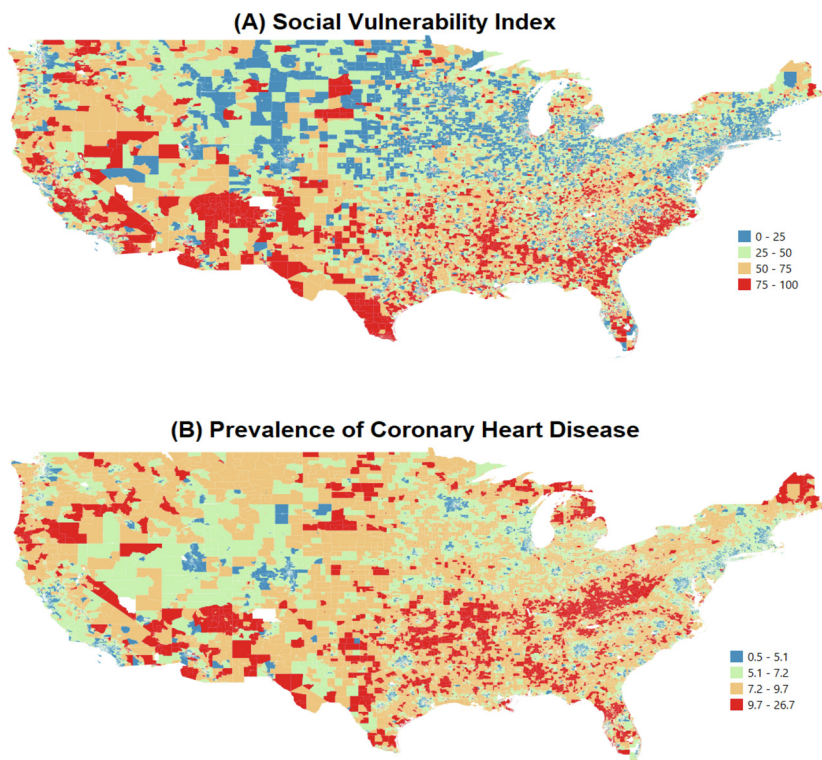 (A) Social Vulnerability Index
0 - 25
25 - 50
50 - 75
75 - 100
(B) Prevalence of Coronary Heart Disease
0.5 - 5.1
5.1 - 7.2
7.2 - 9.7
9.7 - 26.7